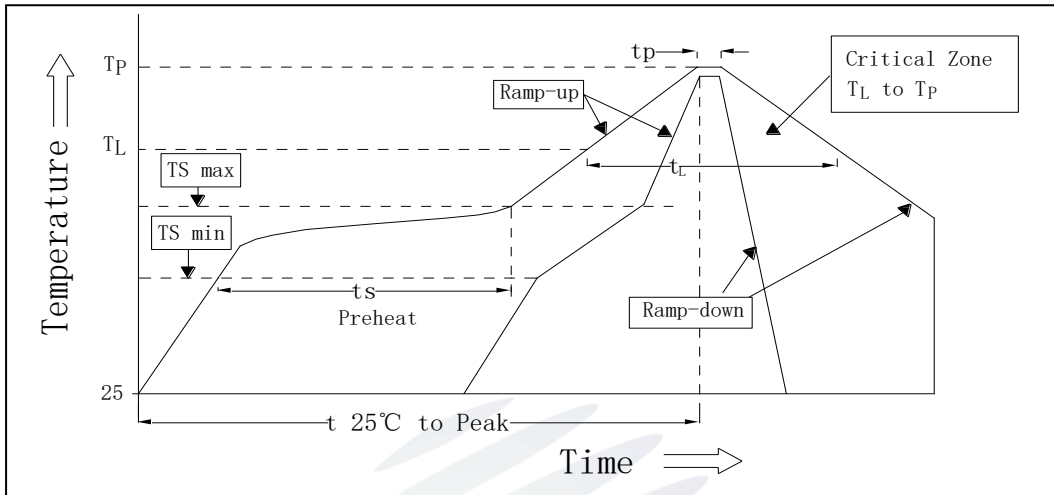 tp
Critical Zone
TL to TP
TP
Ramp-up
TL
tL
TS max
TS min
ts
Preheat
Ramp-down
25
t 25℃ to Peak
Time
Temperature